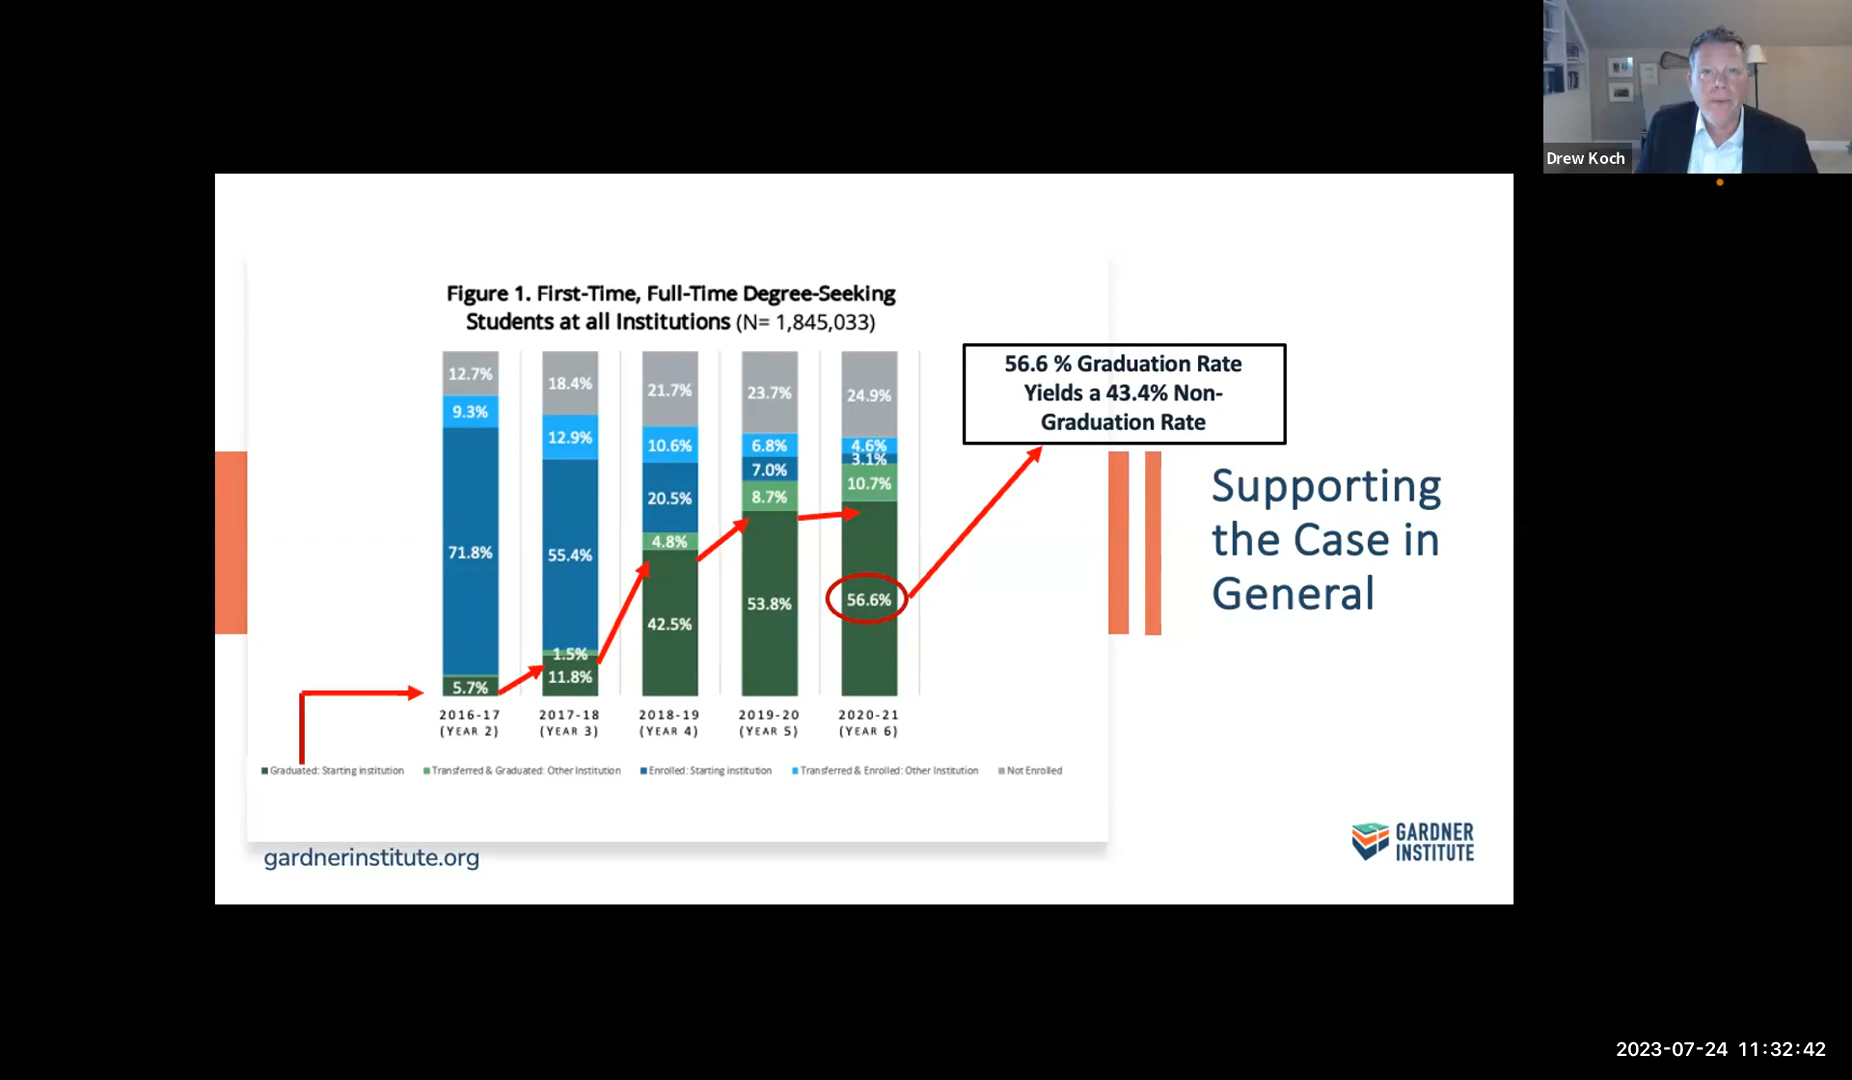 Drew Koch
Figure 1. First-Time, Full-Time Degree-Seeking
Students at all Institutions (N= 1,845,033)
12.7%
9.3%
71.8%
5.7%
18.4%
12.9%
55.4%
1.5%
11.8%
21.7%
10.6%
20.5%
4.8%
42.5%
23.7%
6.8%
7.0%
8.7%
53.8%
24.9%
4.6%
3.1%
10.7%
56.6%
56.6 % Graduation Rate
Yields a 43.4% Non-
Graduation Rate
2016-17
(YEAR 2)
2017-18
(YEAR 3)
2018-19
(YEAR 4)
2019-20
(YEAR 5)
2020-21
(YEAR 6)
Graduated: Starting institution
Transferred & Graduated: Other Institution
Enrolled: Starting institution
Transferred & Enrolled: Other Institution
Not Enrolled
Supporting
the Case in
General
gardnerinstitute.org
GARDNER
INSTITUTE
2023-07-24 11:32:42